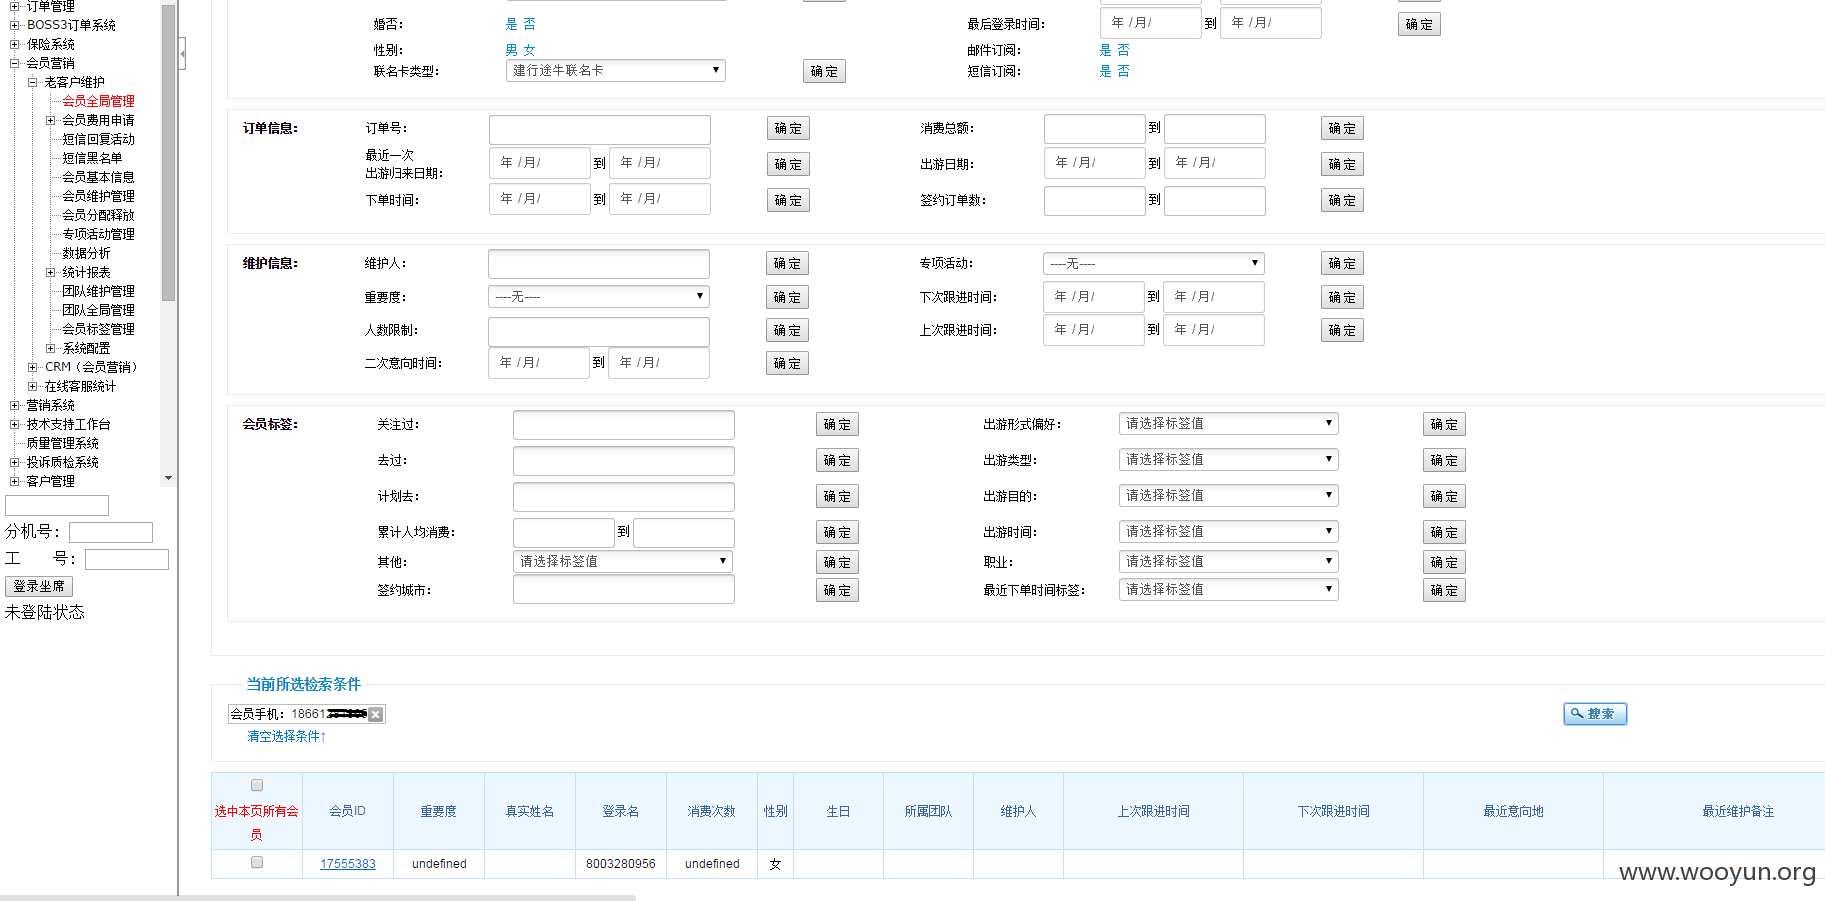 订单管理
BOSS3订单系统
保险系统
会员营销
老客户维护
会员全局管理
会员费用申请
短信回复活动
短信黑名单
会员基本信息
会员维护管理
会员分配释放
专项活动管理
数据分析
统计报表
团队维护管理
团队全局管理
会员标签管理
系统配置
CRM（会员营销）
在线客服统计
营销系统
技术支持工作台
质量管理系统
投诉质检系统
客户管理
分机号：
工 号：
登录坐席
未登陆状态
婚否： 是 否 最后登录时间： 年 /月/ 到 年 /月/ 确 定
性别： 男 女 邮件订阅： 是 否
联名卡类型： 建行途牛联名卡 确 定 短信订阅： 是 否
订单信息： 订单号： 确 定 消费总额： 到 确 定
最近一次
出游归来日期： 年 /月/ 到 年 /月/ 确 定 出游日期： 年 /月/ 到 年 /月/ 确 定
下单时间： 年 /月/ 到 年 /月/ 确 定 签约订单数： 到 确 定
维护信息： 维护人： 确 定 专项活动： ----无---- 确 定
重要度： ----无---- 确 定 下次跟进时间： 年 /月/ 到 年 /月/ 确 定
人数限制： 确 定 上次跟进时间： 年 /月/ 到 年 /月/ 确 定
二次意向时间： 年 /月/ 到 年 /月/ 确 定
会员标签： 关注过： 确 定 出游形式偏好： 请选择标签值 确 定
去过： 确 定 出游类型： 请选择标签值 确 定
计划去： 确 定 出游目的： 请选择标签值 确 定
累计人均消费： 到 确 定 出游时间： 请选择标签值 确 定
其他： 请选择标签值 确 定 职业： 请选择标签值 确 定
签约城市： 确 定 最近下单时间标签： 请选择标签值 确 定
当前所选检索条件
会员手机：18661
搜索
清空选择条件↑
选中本页所有会员 会员ID 重要度 真实姓名 登录名 消费次数 性别 生日 所属团队 维护人 上次跟进时间 下次跟进时间 最近意向地 最近维护备注
17555383 undefined 8003280956 undefined 女
www.wooyun.org